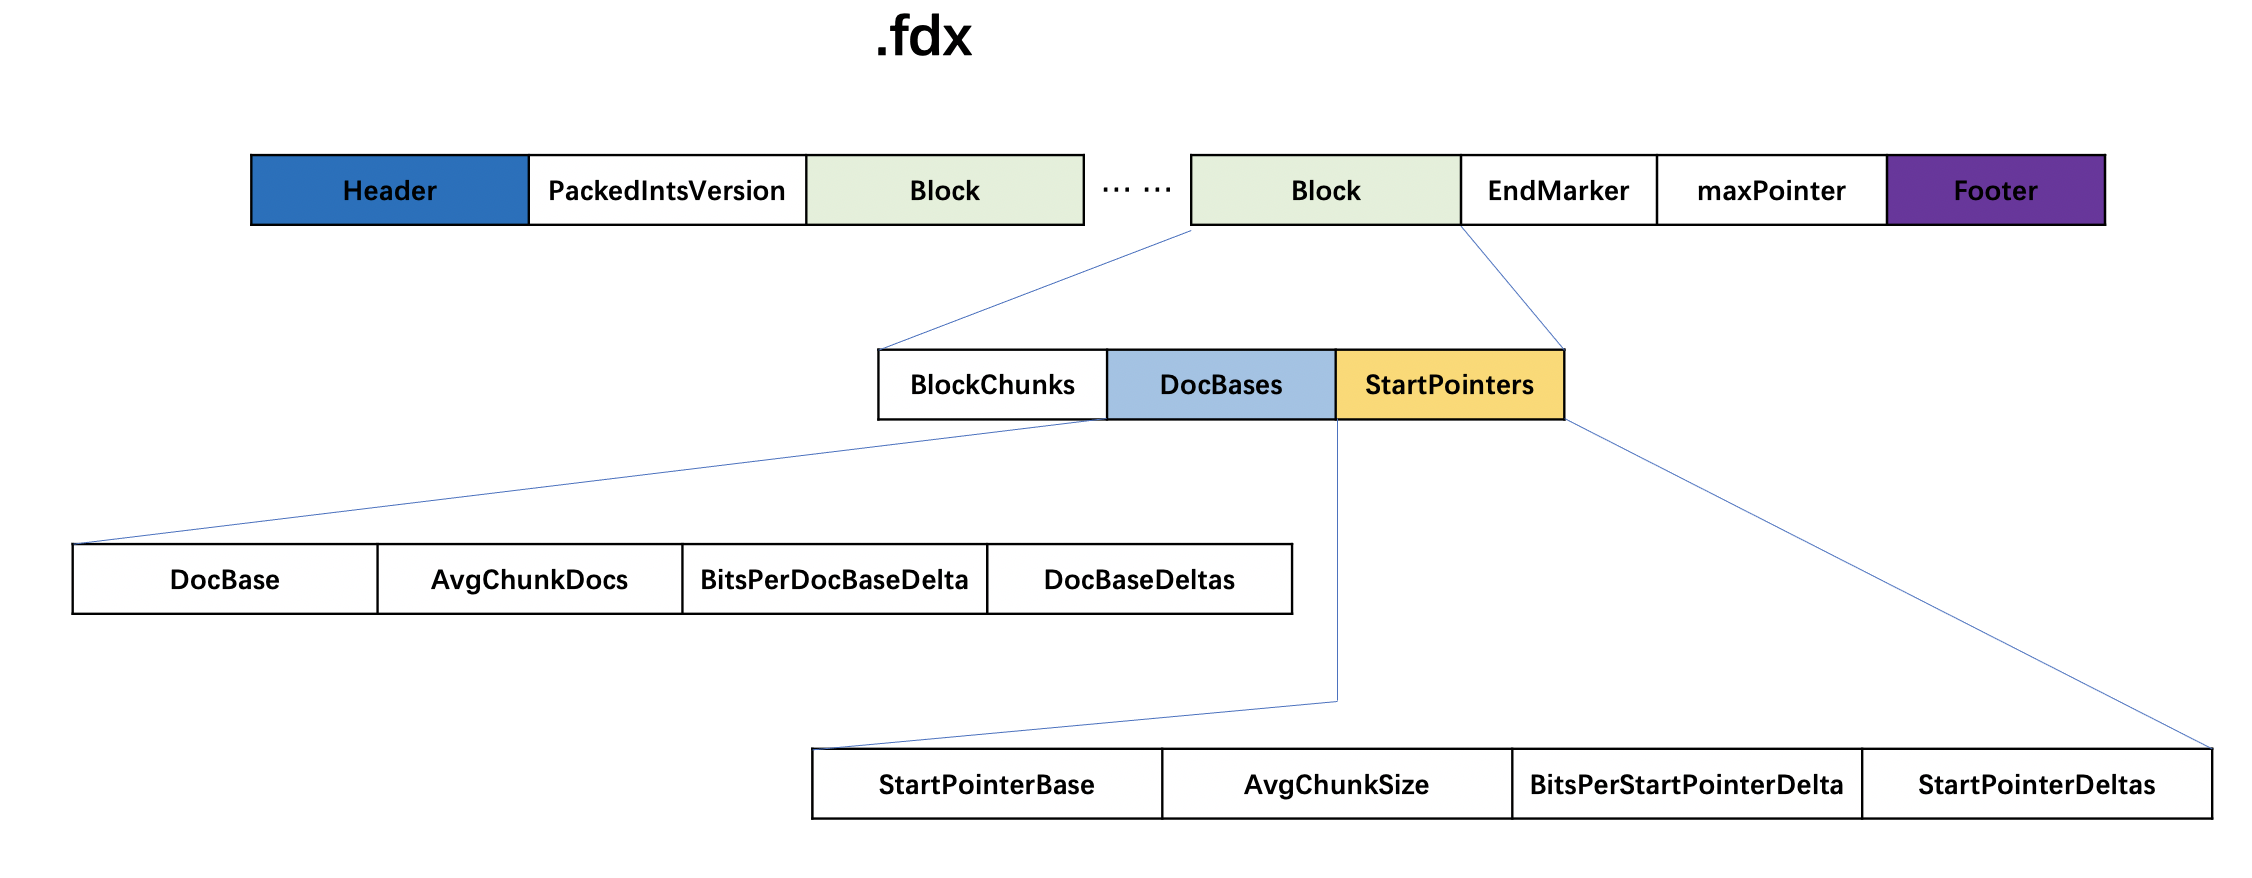 .fdx
Header PackedIntsVersion Block ... ... Block EndMarker maxPointer Footer
BlockChunks DocBases StartPointers
DocBase AvgChunkDocs BitsPerDocBaseDelta DocBaseDeltas
StartPointerBase AvgChunkSize BitsPerStartPointerDelta StartPointerDeltas